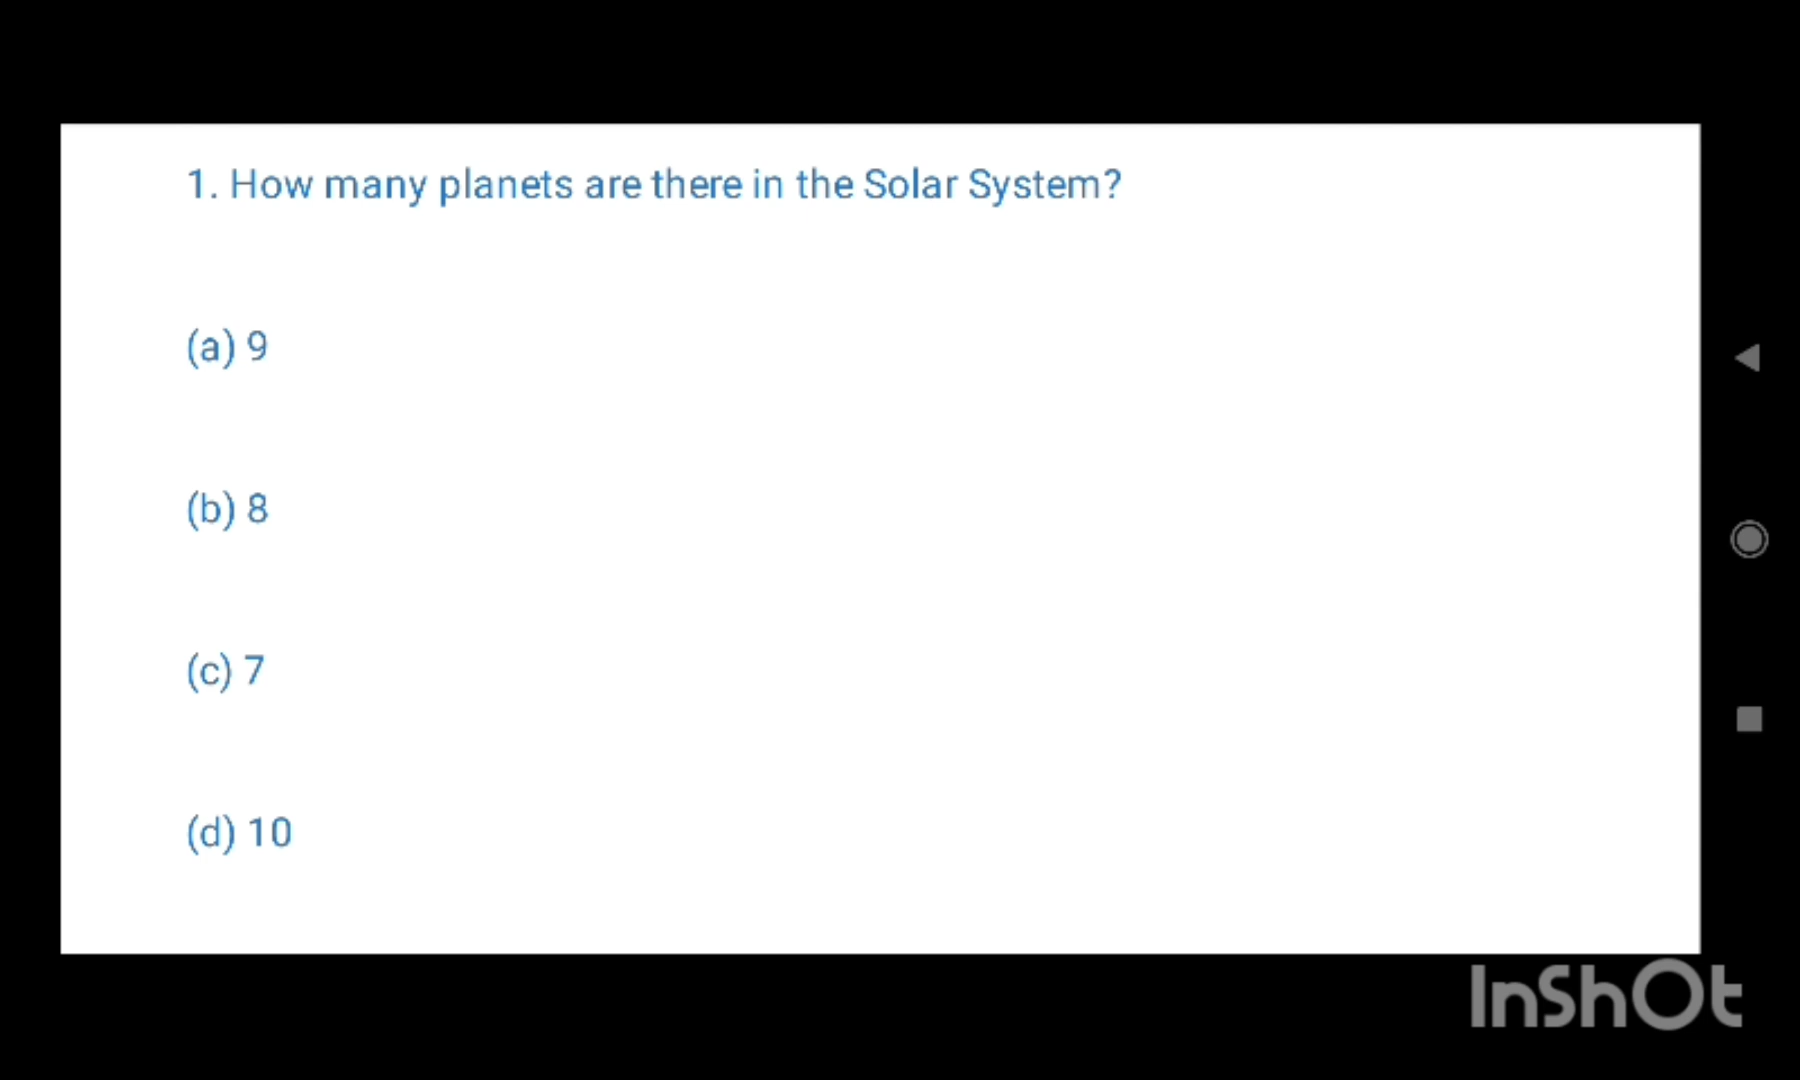 1. How many planets are there in the Solar System?
(a) 9
(b) 8
(c) 7
(d) 10
InShOt